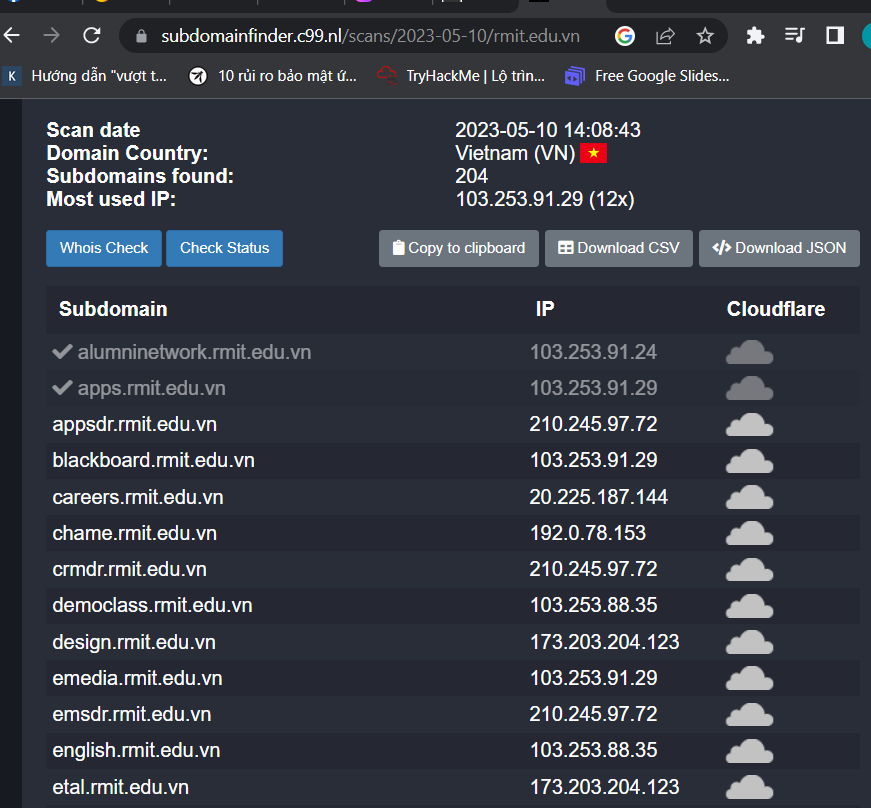 subdomainfinder.c99.nl/scans/2023-05-10/rmit.edu.vn
K Hướng dẫn "vượt t... 10 rủi ro bảo mật ứ... TryHackMe | Lộ trìn... Free Google Slides...
Scan date 2023-05-10 14:08:43
Domain Country: Vietnam (VN)
Subdomains found: 204
Most used IP: 103.253.91.29 (12x)
Whois Check Check Status Copy to clipboard Download CSV Download JSON
Subdomain IP Cloudflare
alumninetwork.rmit.edu.vn 103.253.91.24
apps.rmit.edu.vn 103.253.91.29
appsdr.rmit.edu.vn 210.245.97.72
blackboard.rmit.edu.vn 103.253.91.29
careers.rmit.edu.vn 20.225.187.144
chame.rmit.edu.vn 192.0.78.153
crmdr.rmit.edu.vn 210.245.97.72
democlass.rmit.edu.vn 103.253.88.35
design.rmit.edu.vn 173.203.204.123
emedia.rmit.edu.vn 103.253.91.29
emsdr.rmit.edu.vn 210.245.97.72
english.rmit.edu.vn 103.253.88.35
etal.rmit.edu.vn 173.203.204.123